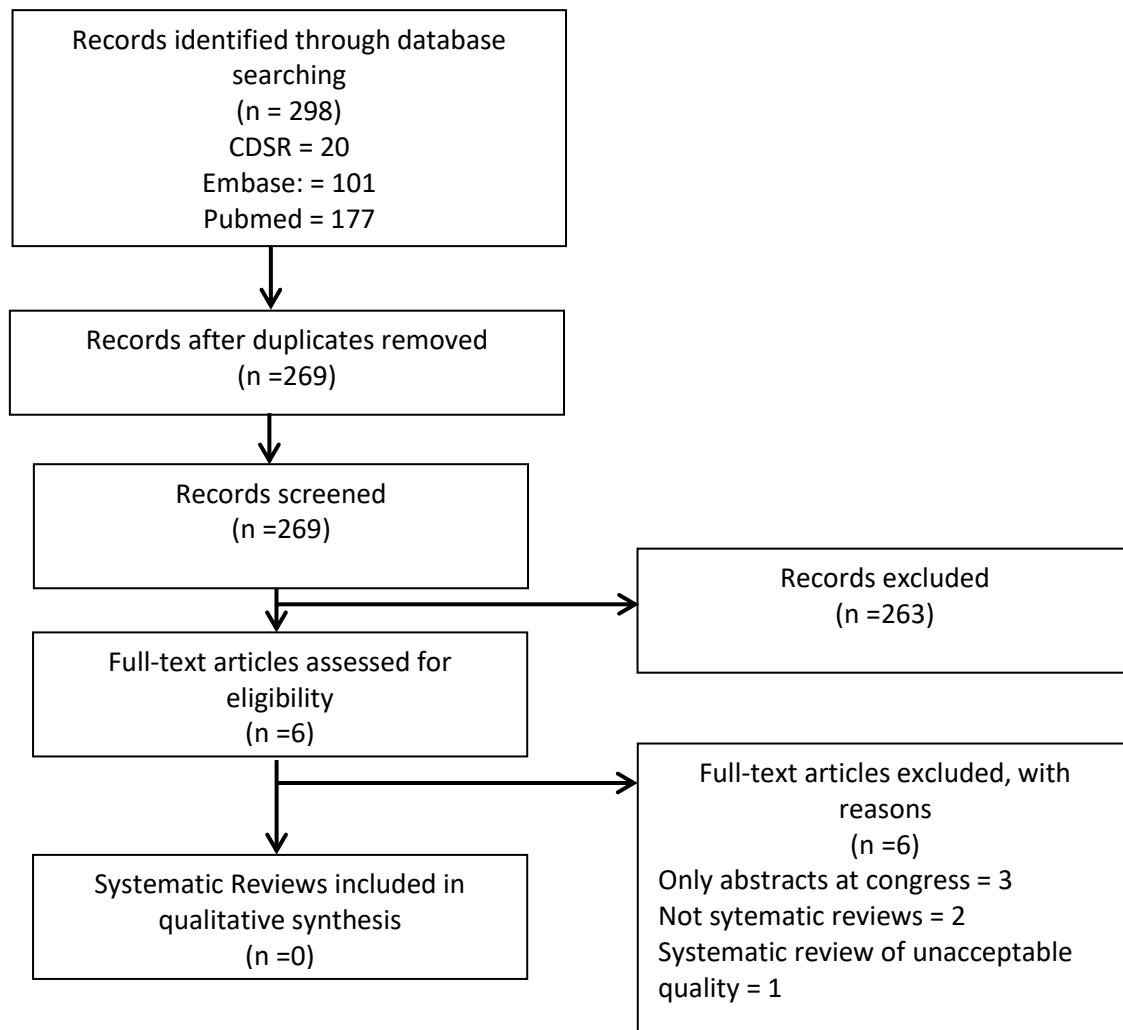 Records identified through database
searching
(n = 298)
CDSR = 20
Embase: = 101
Pubmed = 177
Records after duplicates removed
(n =269)
Records screened
(n =269)
Records excluded
(n =263)
Full-text articles assessed for
eligibility
(n =6)
Full-text articles excluded, with
reasons
(n =6)
Only abstracts at congress = 3
Not sytematic reviews = 2
Systematic review of unacceptable
quality = 1
Systematic Reviews included in
qualitative synthesis
(n =0)